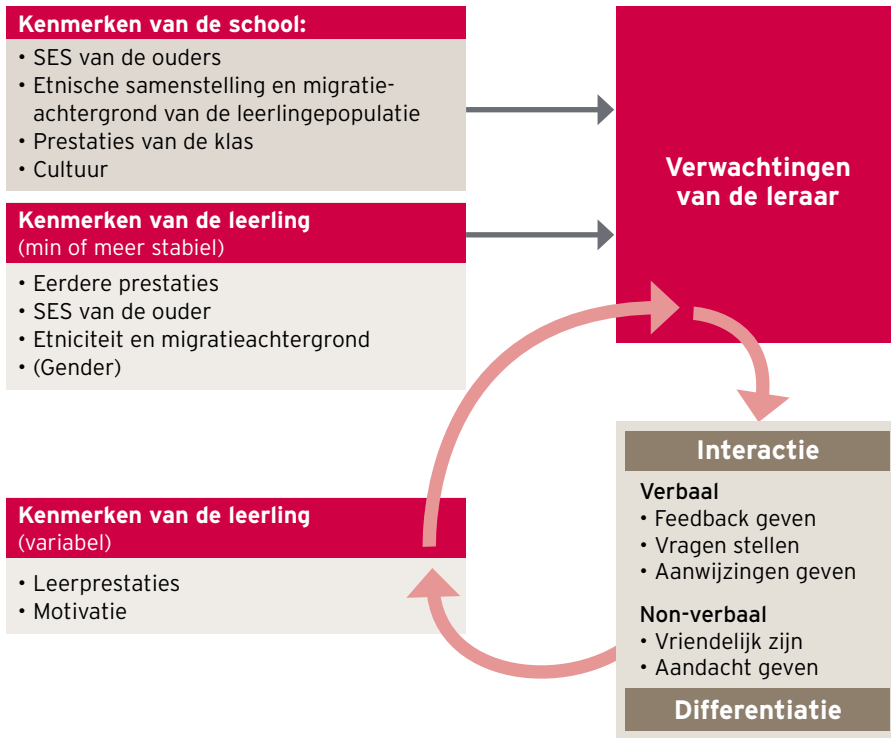 Kenmerken van de school:
• SES van de ouders
• Etnische samenstelling en migratie-
achtergrond van de leerlingepopulatie
• Prestaties van de klas
• Cultuur
Kenmerken van de leerling
(min of meer stabiel)
• Eerdere prestaties
• SES van de ouder
• Etniciteit en migratieachtergrond
• (Gender)
Kenmerken van de leerling
(variabel)
• Leerprestaties
• Motivatie
Verwachtingen
van de leraar
Interactie
Verbaal
• Feedback geven
• Vragen stellen
• Aanwijzingen geven
Non-verbaal
• Vriendelijk zijn
• Aandacht geven
Differentiatie